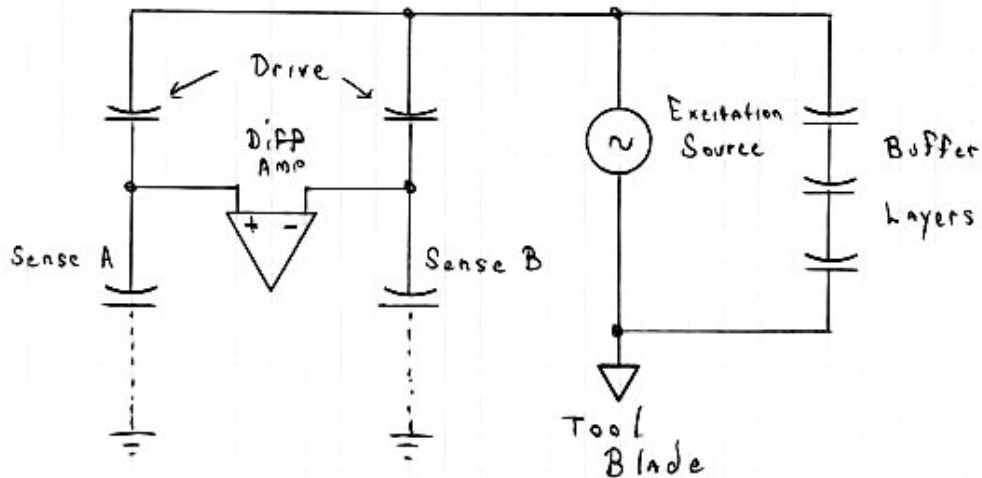 Drive
Diff
Amp
+ -
Sense A
Sense B
~
Excitation
Source
Buffer
Layers
Tool
Blade